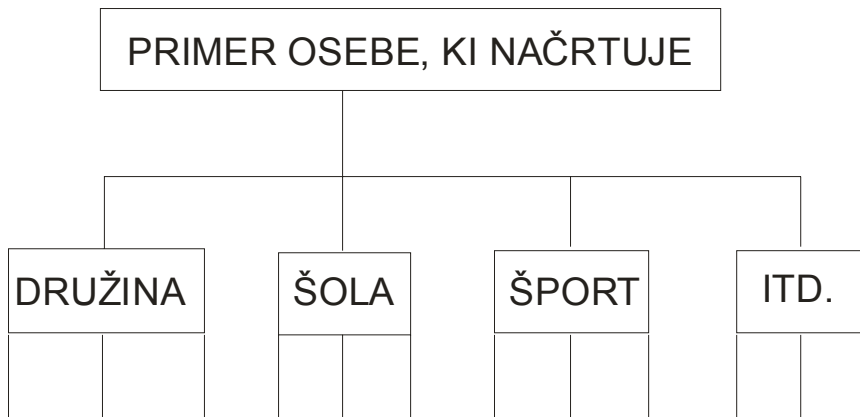 PRIMER OSEBE, KI NAČRTUJE
DRUŽINA
ŠOLA
ŠPORT
ITD.